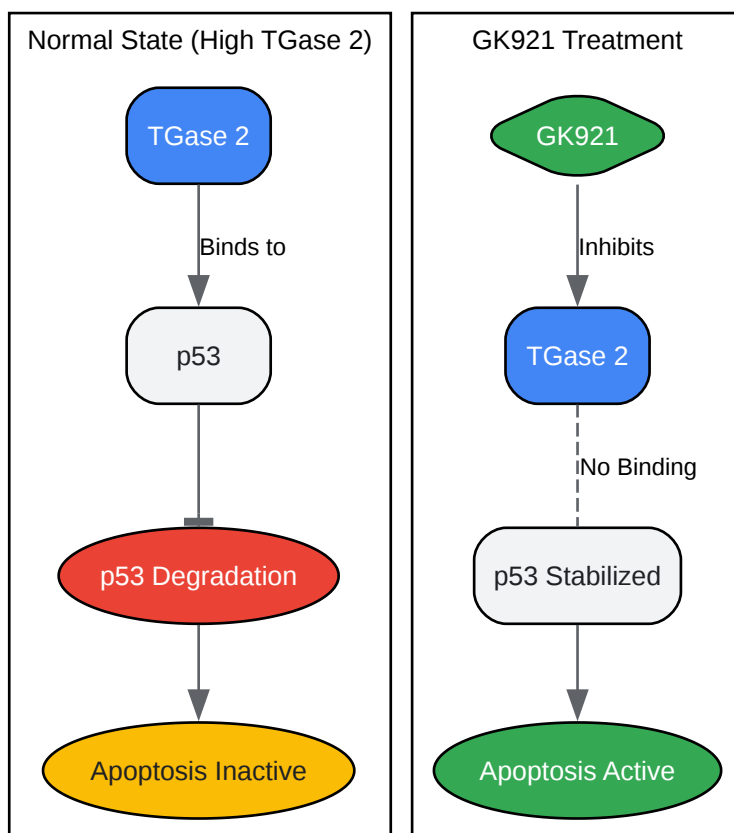 Normal State (High TGase 2)
TGase 2
Binds to
p53
p53 Degradation
Apoptosis Inactive
GK921 Treatment
GK921
Inhibits
TGase 2
No Binding
p53 Stabilized
Apoptosis Active